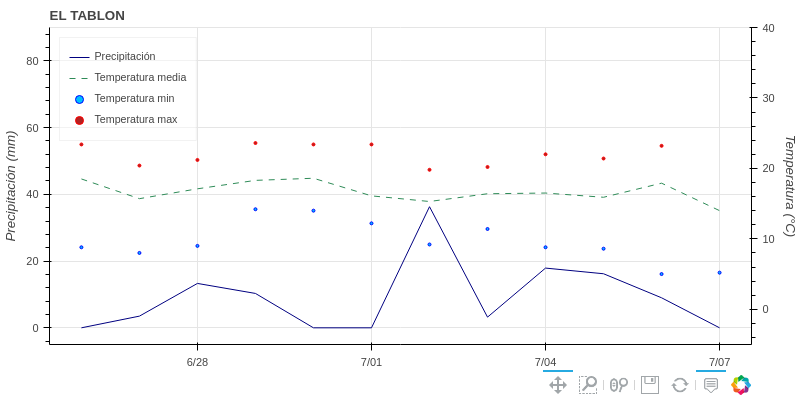 EL TABLON
Precipitación
Temperatura media
Temperatura min
Temperatura max
Precipitación (mm)
80
60
40
20
0
40
30
20
10
0
Temperatura (°C)
6/28
7/01
7/04
7/07